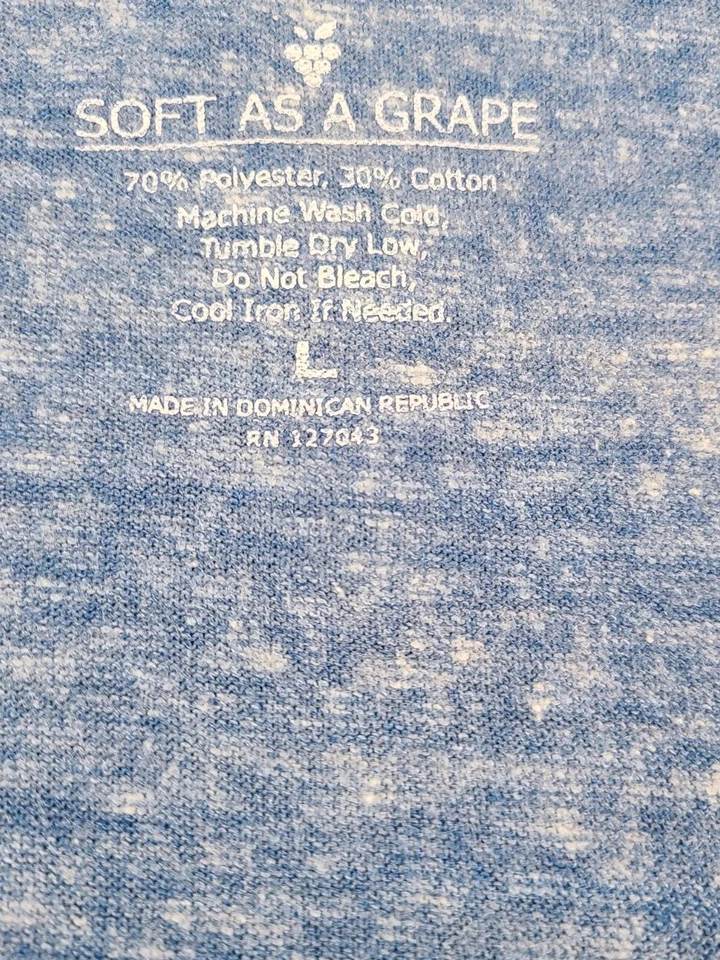 SOFT AS A GRAPE
70% Polyester, 30% Cotton
Machine Wash Cold,
Tumble Dry Low,
Do Not Bleach,
Cool Iron If Needed.
L
MADE IN DOMINICAN REPUBLIC
RN 127043